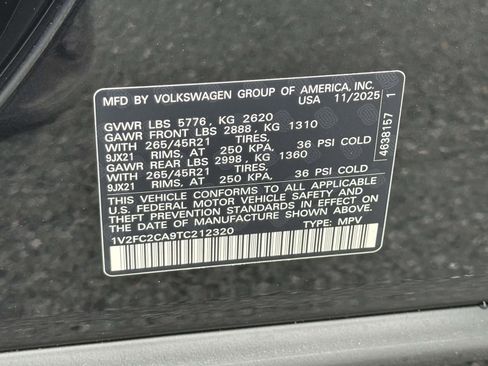 MFD BY VOLKSWAGEN GROUP OF AMERICA, INC.
USA 11/2025
GVWR LBS 5776, KG 2620
GAWR FRONT LBS 2888, KG 1310
WITH 265/45R21 TIRES,
9JX21 RIMS, AT 250 KPA, 36 PSI COLD
GAWR REAR LBS 2998, KG 1360
WITH 265/45R21 TIRES,
9JX21 RIMS, AT 250 KPA, 36 PSI COLD
THIS VEHICLE CONFORMS TO ALL APPLICABLE
U.S. FEDERAL MOTOR VEHICLE SAFETY AND
THEFT PREVENTION STANDARDS IN EFFECT ON
THE DATE OF MANUFACTURE SHOWN ABOVE.
1V2FC2CA9TC212320 TYPE: MPV
4638157 1